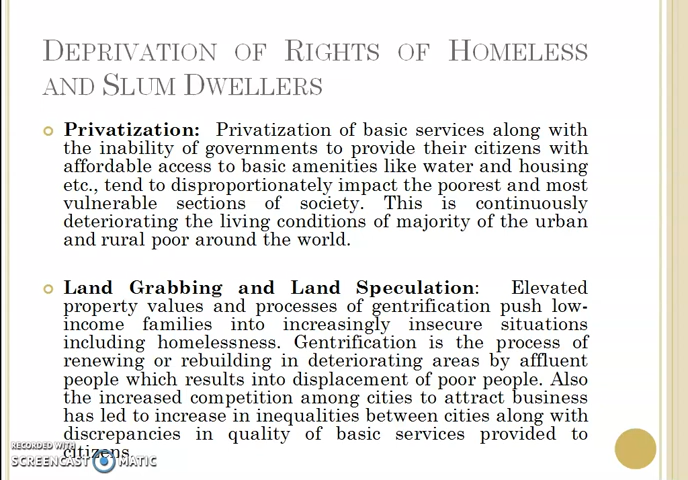 DEPRIVATION OF RIGHTS OF HOMELESS
AND SLUM DWELLERS
Privatization: Privatization of basic services along with
the inability of governments to provide their citizens with
affordable access to basic amenities like water and housing
etc., tend to disproportionately impact the poorest and most
vulnerable sections of society. This is continuously
deteriorating the living conditions of majority of the urban
and rural poor around the world.
Land Grabbing and Land Speculation: Elevated
property values and processes of gentrification push low-
income families into increasingly insecure situations
including homelessness. Gentrification is the process of
renewing or rebuilding in deteriorating areas by affluent
people which results into displacement of poor people. Also
the increased competition among cities to attract business
has led to increase in inequalities between cities along with
discrepancies in quality of basic services provided to
citizens.
RECORDED WITH
SCREENCAST MATIC